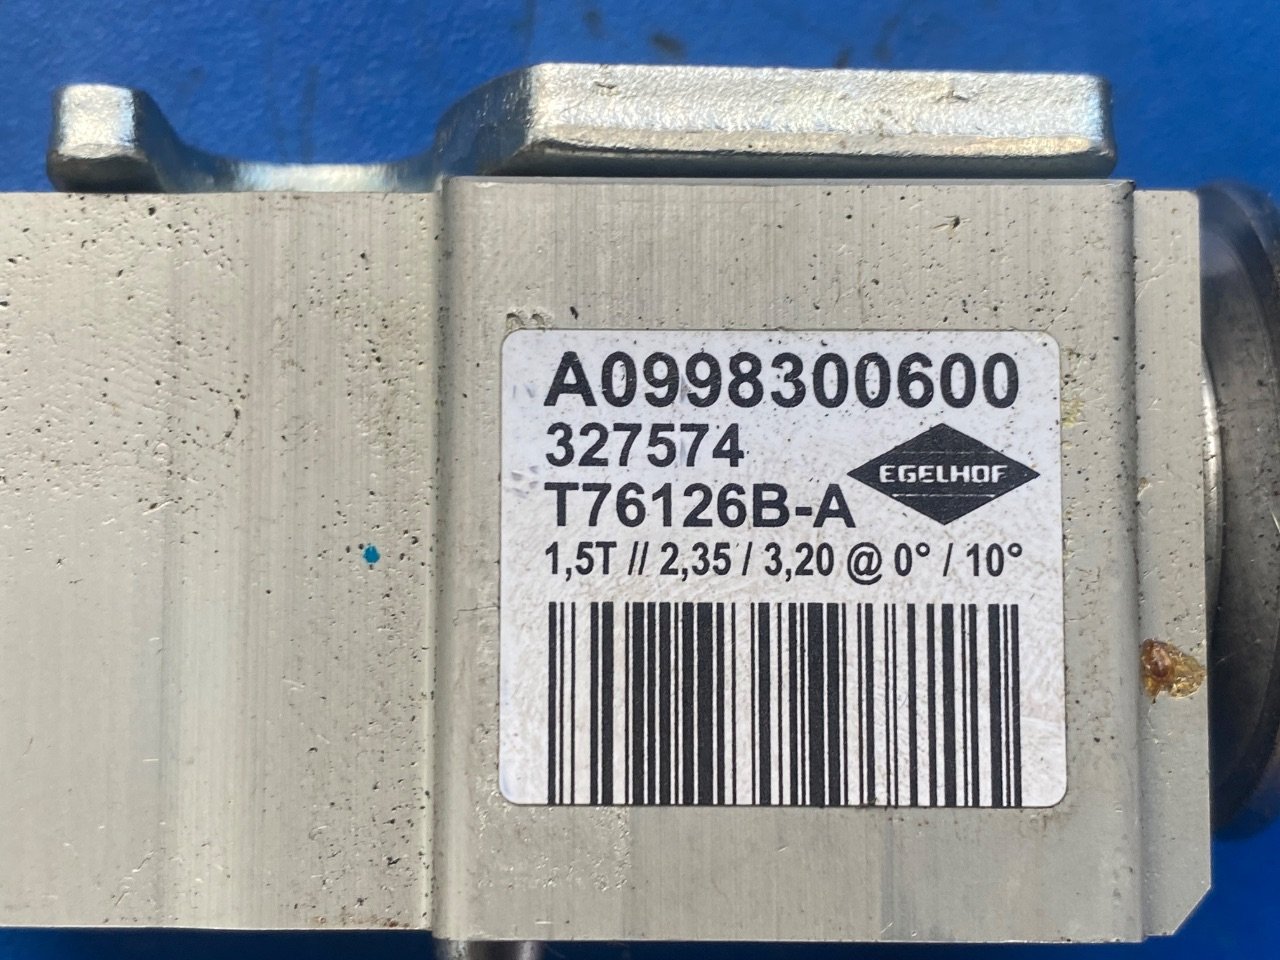 A0998300600
327574
EGELHOF
T76126B-A
1,5T // 2,35 / 3,20 @ 0° / 10°